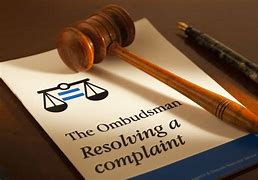 The Ombudsman
Resolving a
complaint